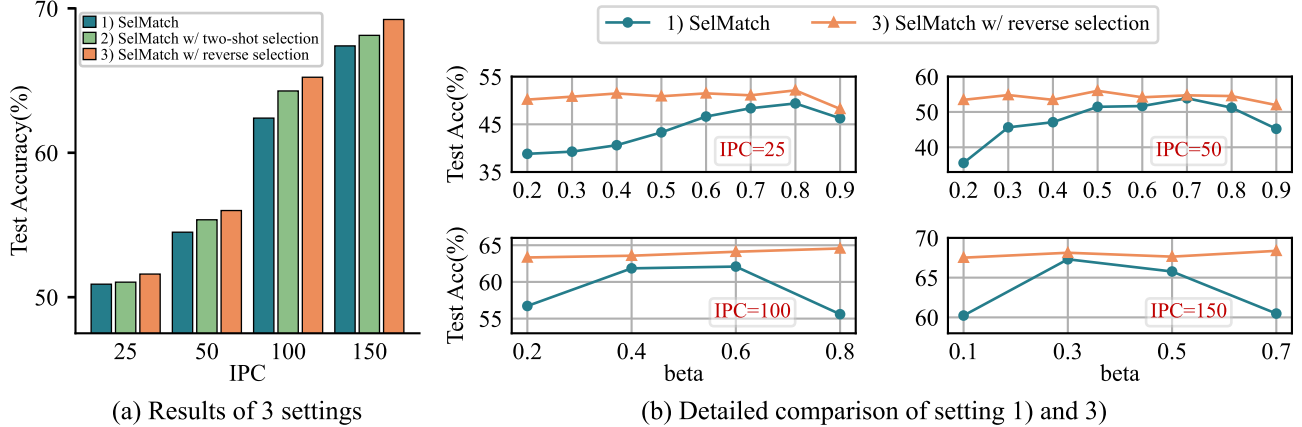 1) SelMatch
2) SelMatch w/ two-shot selection
3) SelMatch w/ reverse selection
Test Accuracy(%)
70
60
50
25 50 100 150
IPC
(a) Results of 3 settings
1) SelMatch 3) SelMatch w/ reverse selection
Test Acc(%)
55
45
35
IPC=25
0.2 0.3 0.4 0.5 0.6 0.7 0.8 0.9
60
50
40
IPC=50
0.2 0.3 0.4 0.5 0.6 0.7 0.8 0.9
Test Acc(%)
65
60
55
IPC=100
0.2 0.4 0.6 0.8
beta
70
65
60
IPC=150
0.1 0.3 0.5 0.7
beta
(b) Detailed comparison of setting 1) and 3)